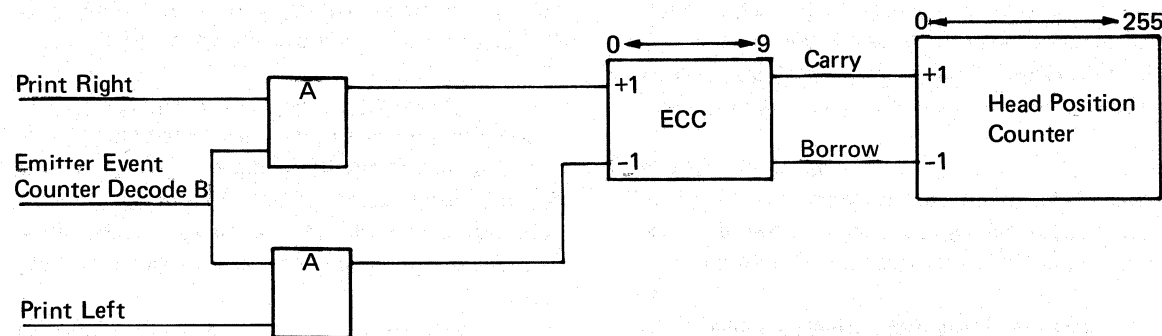 0 255
0 9
Print Right
A
+1
Carry
+1
ECC
Head Position
Counter
Emitter Event
Counter Decode B
-1
Borrow
-1
A
Print Left